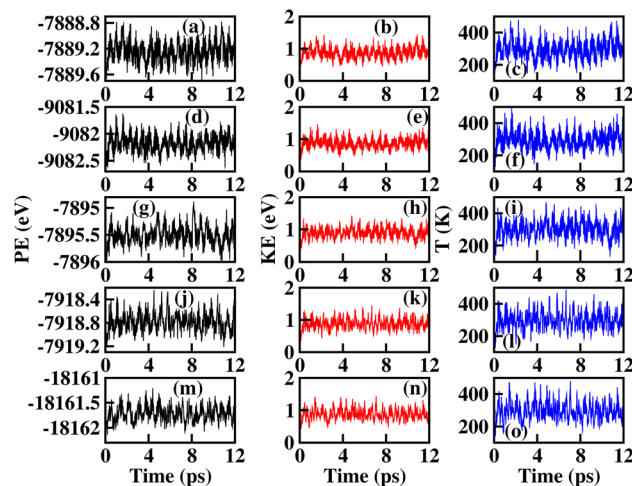 -7888.8
-7889.2
-7889.6
(a)
0 4 8 12
2
1
0
(b)
0 4 8 12
400
200
(c)
0 4 8 12
-9081.5
-9082
-9082.5
(d)
0 4 8 12
2
1
0
(e)
0 4 8 12
400
200
(f)
0 4 8 12
-7895
-7895.5
-7896
(g)
0 4 8 12
2
1
0
(h)
0 4 8 12
400
200
(i)
0 4 8 12
-7918.4
-7918.8
-7919.2
(j)
0 4 8 12
2
1
0
(k)
0 4 8 12
400
200
(l)
0 4 8 12
-18161
-18161.5
-18162
(m)
0 4 8 12
2
1
0
(n)
0 4 8 12
400
200
(o)
0 4 8 12
PE (eV)
KE (eV)
T (K)
Time (ps)
Time (ps)
Time (ps)